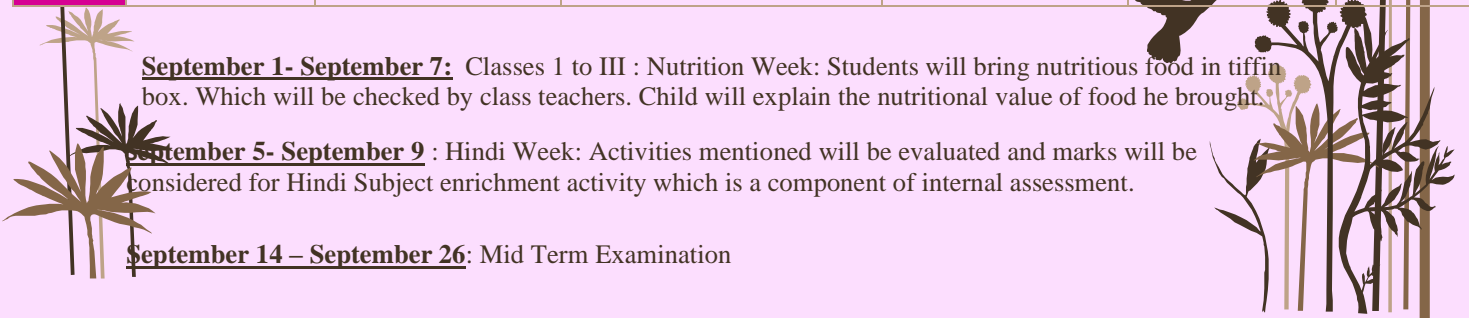 September 1- September 7: Classes 1 to III : Nutrition Week: Students will bring nutritious food in tiffin
box. Which will be checked by class teachers. Child will explain the nutritional value of food he brought.
September 5- September 9 : Hindi Week: Activities mentioned will be evaluated and marks will be
considered for Hindi Subject enrichment activity which is a component of internal assessment.
September 14 – September 26: Mid Term Examination